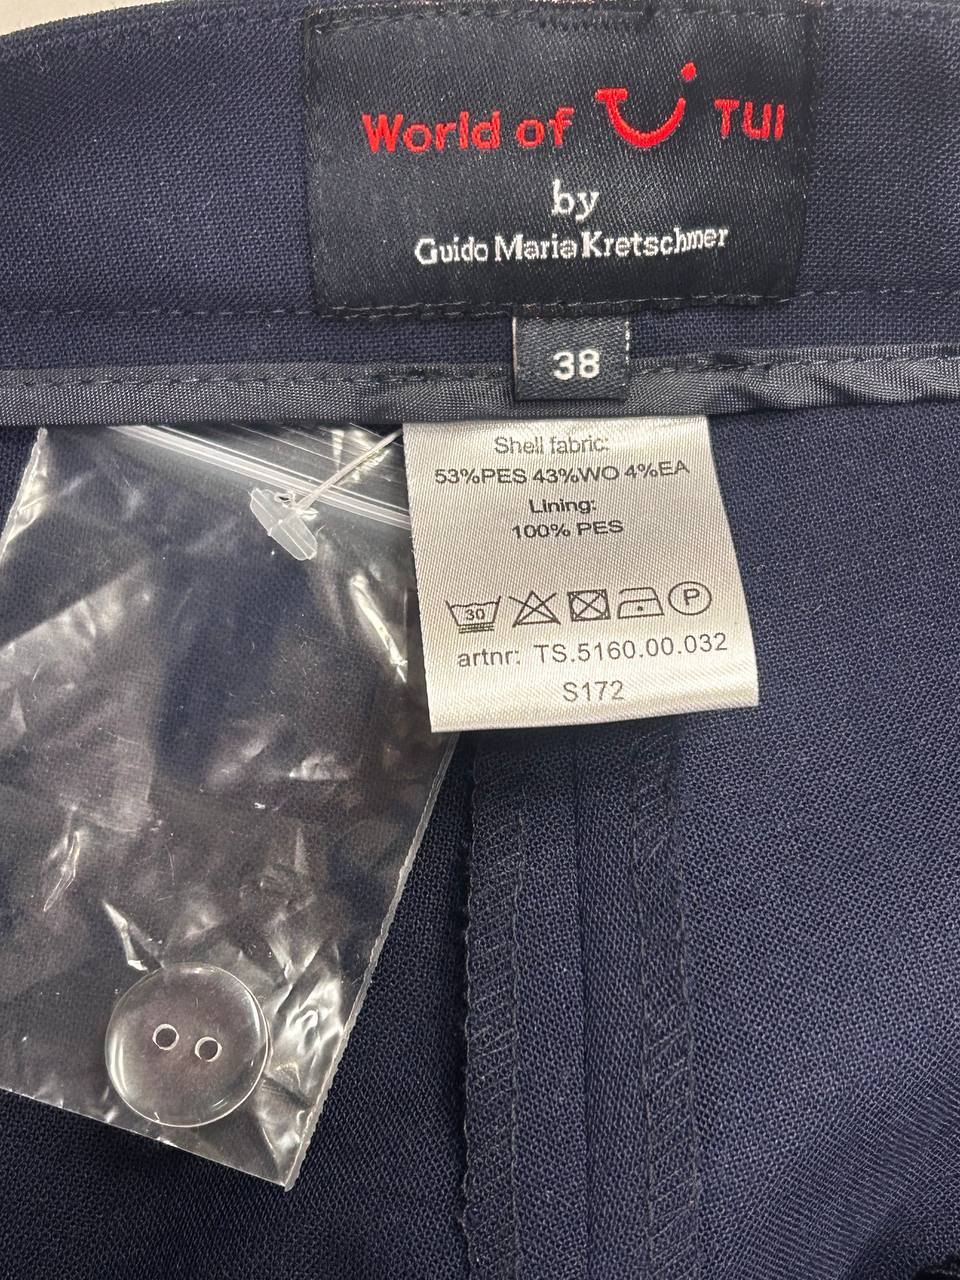 World of TUI
by
Guido Maria Kretschmer
38
Shell fabric:
53%PES 43%WO 4%EA
Lining:
100% PES
30 P
artnr: TS.5160.00.032
S172